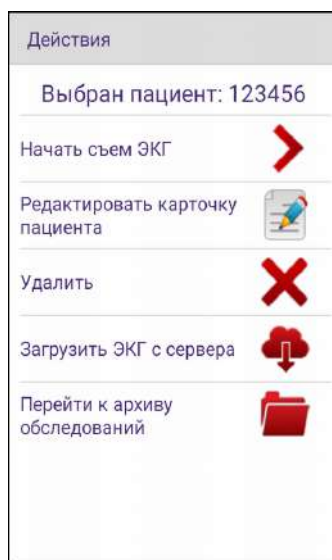 Действия
Выбран пациент: 123456
Начать съем ЭКГ
Редактировать карточку
пациента
Удалить
Загрузить ЭКГ с сервера
Перейти к архиву
обследований